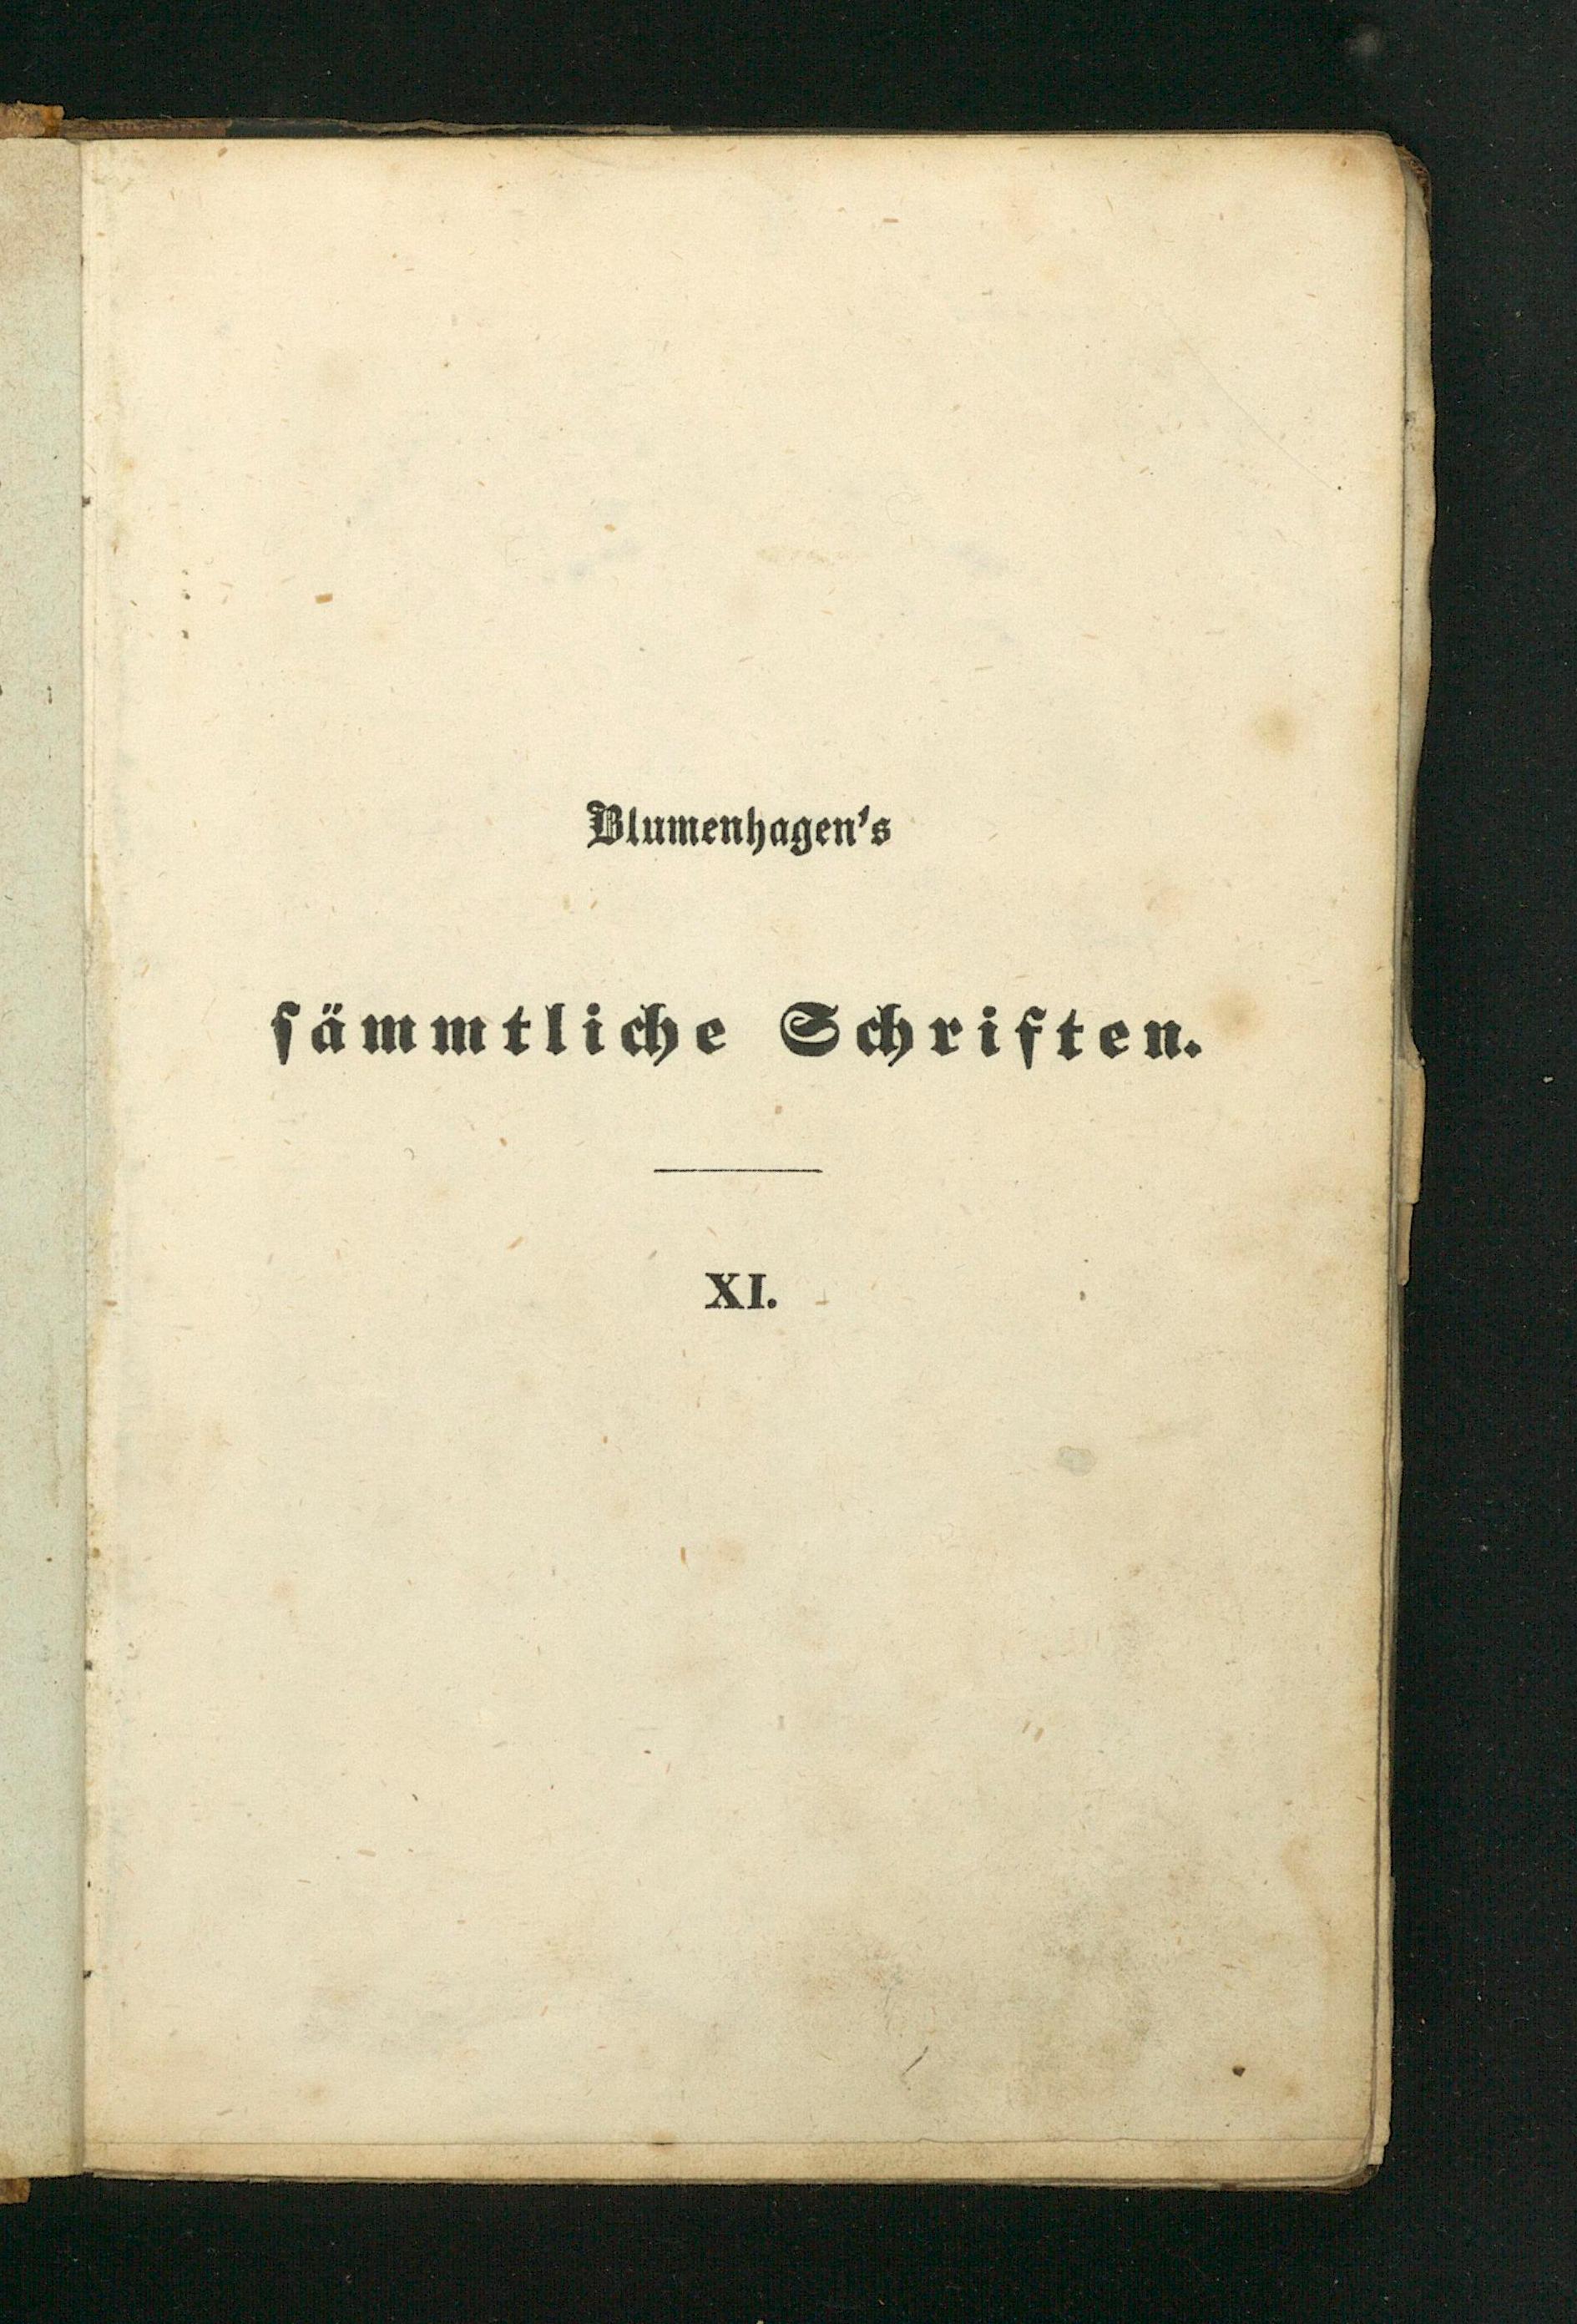 Blumenhagen's
sämmtliche Schriften.
XI.